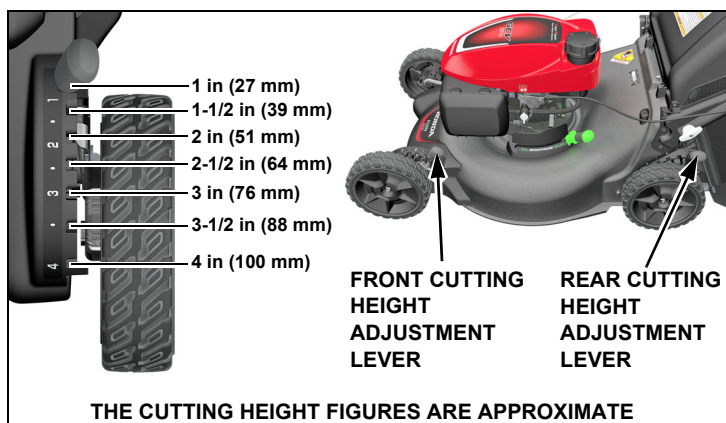 1 in (27 mm)
1-1/2 in (39 mm)
2 in (51 mm)
2-1/2 in (64 mm)
3 in (76 mm)
3-1/2 in (88 mm)
4 in (100 mm)
1
2
3
4
HONDA
FRONT CUTTING
HEIGHT
ADJUSTMENT
LEVER
REAR CUTTING
HEIGHT
ADJUSTMENT
LEVER
THE CUTTING HEIGHT FIGURES ARE APPROXIMATE